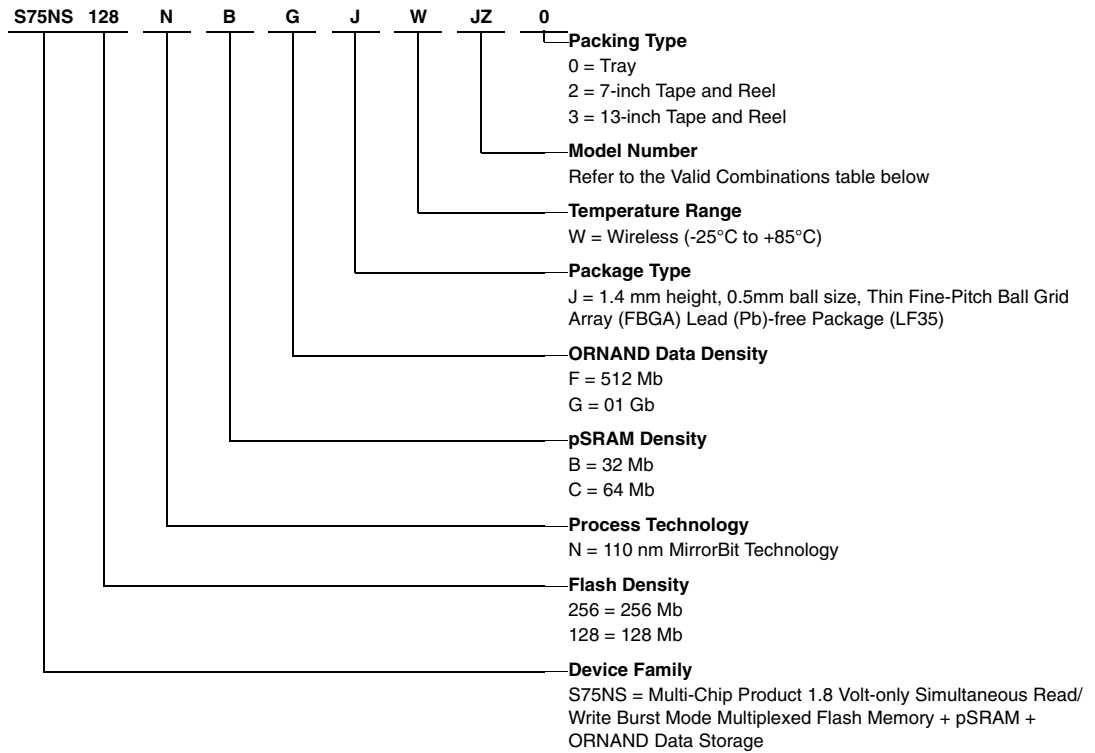 S75NS 128 N B G J W JZ 0
Packing Type
0 = Tray
2 = 7-inch Tape and Reel
3 = 13-inch Tape and Reel
Model Number
Refer to the Valid Combinations table below
Temperature Range
W = Wireless (-25°C to +85°C)
Package Type
J = 1.4 mm height, 0.5mm ball size, Thin Fine-Pitch Ball Grid
Array (FBGA) Lead (Pb)-free Package (LF35)
ORNAND Data Density
F = 512 Mb
G = 01 Gb
pSRAM Density
B = 32 Mb
C = 64 Mb
Process Technology
N = 110 nm MirrorBit Technology
Flash Density
256 = 256 Mb
128 = 128 Mb
Device Family
S75NS = Multi-Chip Product 1.8 Volt-only Simultaneous Read/
Write Burst Mode Multiplexed Flash Memory + pSRAM +
ORNAND Data Storage